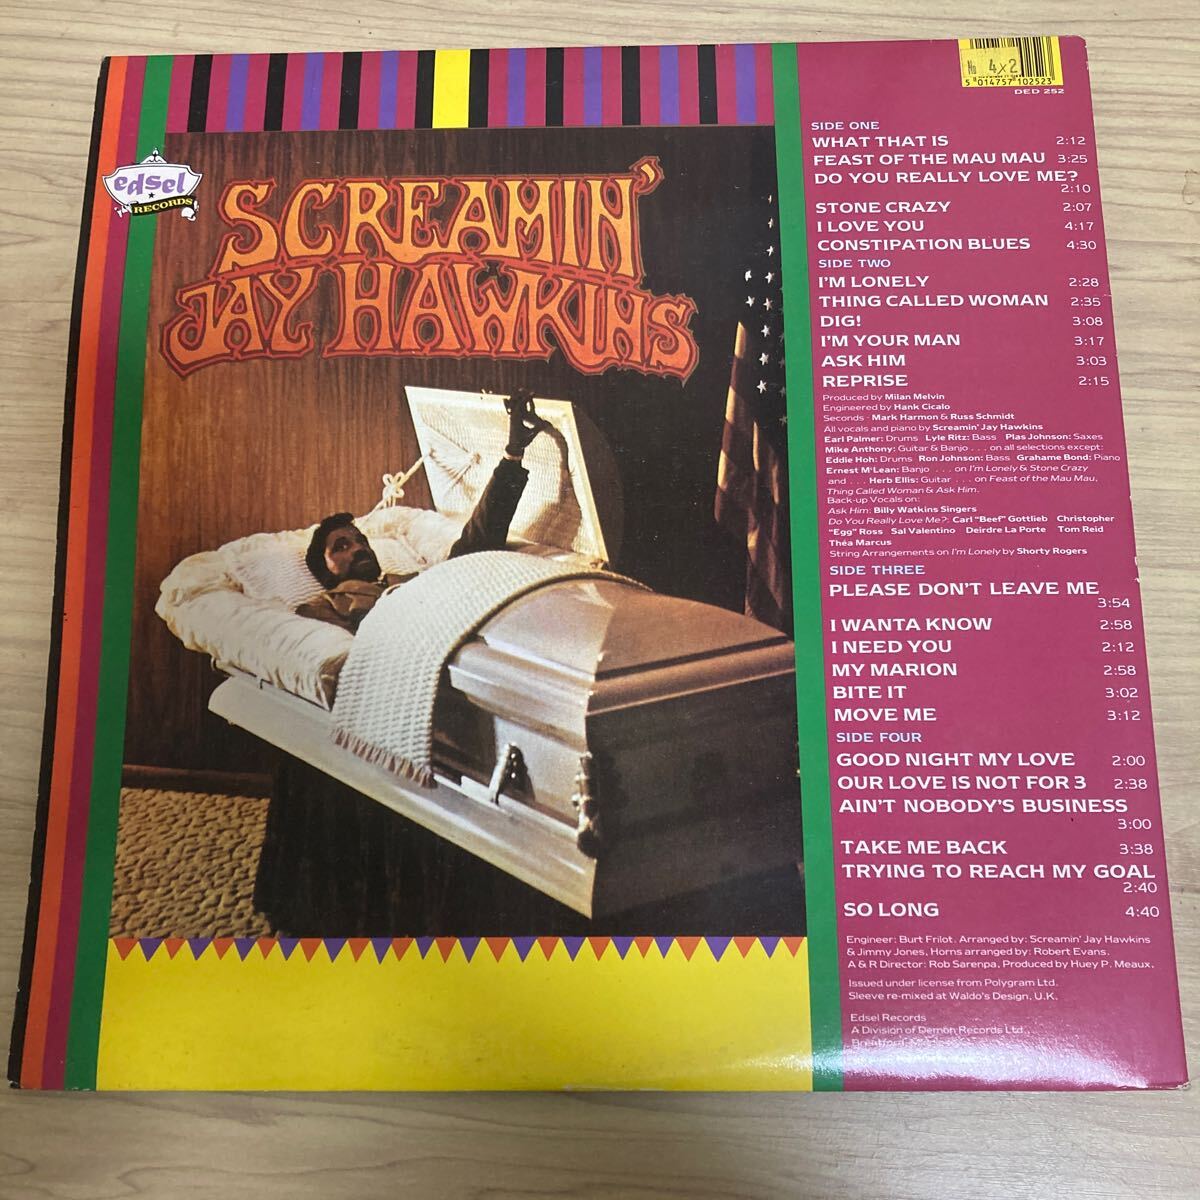 № 4×2
5 014757 102523
DED 252
edsel
RECORDS
SCREAMIN'
JAY HAWKINS
SIDE ONE
WHAT THAT IS 2:12
FEAST OF THE MAU MAU 3:25
DO YOU REALLY LOVE ME?
2:10
STONE CRAZY 2:07
I LOVE YOU 4:17
CONSTIPATION BLUES 4:30
SIDE TWO
I'M LONELY 2:28
THING CALLED WOMAN 2:35
DIG! 3:08
I'M YOUR MAN 3:17
ASK HIM 3:03
REPRISE 2:15
Produced by Milan Melvin
Engineered by Hank Cicalo
Seconds - Mark Harmon & Russ Schmidt
All vocals and piano by Screamin' Jay Hawkins
Earl Palmer: Drums Lyle Ritz: Bass Plas Johnson: Saxes
Mike Anthony: Guitar & Banjo . . . on all selections except:
Eddie Hoh: Drums Ron Johnson: Bass Grahame Bond: Piano
Ernest McLean: Banjo . . . on I'm Lonely & Stone Crazy
and . . . Herb Ellis: Guitar . . . on Feast of the Mau Mau,
Thing Called Woman & Ask Him.
Back-up Vocals on:
Ask Him: Billy Watkins Singers
Do You Really Love Me?: Carl "Beef" Gottlieb Christopher
"Egg" Ross Sal Valentino Deirdre La Porte Tom Reid
Théa Marcus
String Arrangements on I'm Lonely by Shorty Rogers
SIDE THREE
PLEASE DON'T LEAVE ME
3:54
I WANTA KNOW 2:58
I NEED YOU 2:12
MY MARION 2:58
BITE IT 3:02
MOVE ME 3:12
SIDE FOUR
GOOD NIGHT MY LOVE 2:00
OUR LOVE IS NOT FOR 3 2:38
AIN'T NOBODY'S BUSINESS
3:00
TAKE ME BACK 3:38
TRYING TO REACH MY GOAL
2:40
SO LONG 4:40
Engineer: Burt Frilot. Arranged by: Screamin' Jay Hawkins
& Jimmy Jones, Horns arranged by: Robert Evans.
A & R Director: Rob Sarenpa, Produced by Huey P. Meaux.
Issued under license from Polygram Ltd.
Sleeve re-mixed at Waldo's Design, U.K.
Edsel Records
A Division of Demon Records Ltd.,